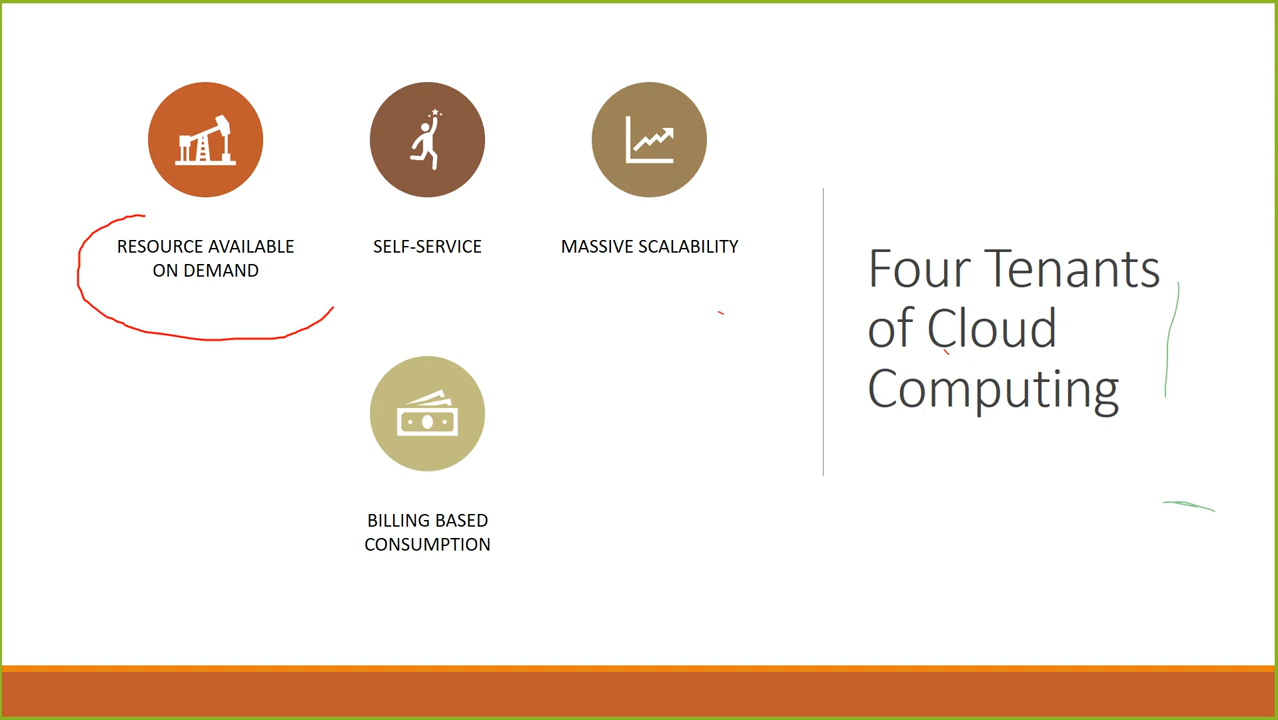 RESOURCE AVAILABLE
ON DEMAND
SELF-SERVICE
MASSIVE SCALABILITY
BILLING BASED
CONSUMPTION
Four Tenants
of Cloud
Computing